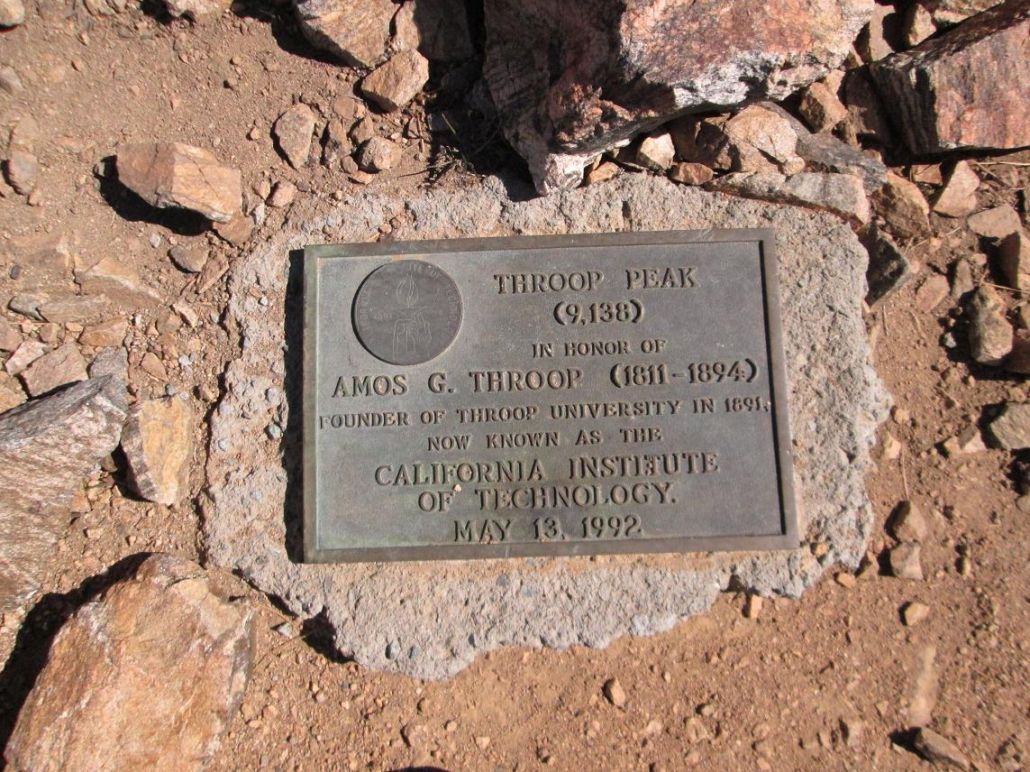 THROOP PEAK
(9,138)
IN HONOR OF
AMOS G. THROOP (1811-1894)
FOUNDER OF THROOP UNIVERSITY IN 1891,
NOW KNOWN AS THE
CALIFORNIA INSTITUTE
OF TECHNOLOGY.
MAY 13, 1992